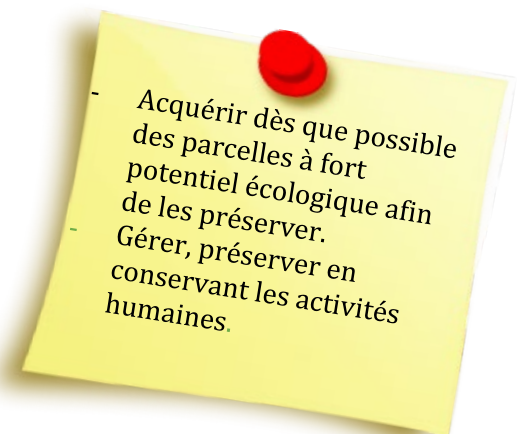 - Acquérir dès que possible
des parcelles à fort
potentiel écologique afin
de les préserver.
- Gérer, préserver en
conservant les activités
humaines.